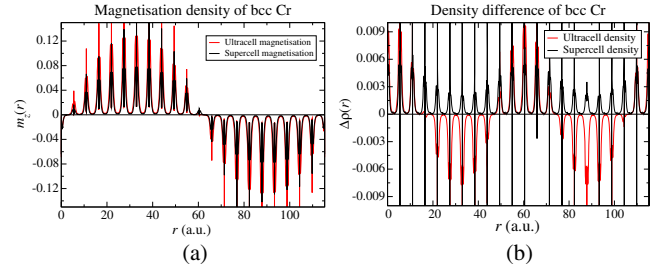 Magnetisation density of bcc Cr
0.12
0.08
0.04
0
-0.04
-0.08
-0.12
m_z(r)
Ultracell magnetisation
Supercell magnetisation
0 20 40 60 80 100
r (a.u.)
(a)
Density difference of bcc Cr
0.009
0.006
0.003
0
-0.003
-0.006
-0.009
Δρ(r)
Ultracell density
Supercell density
0 20 40 60 80 100
r (a.u.)
(b)